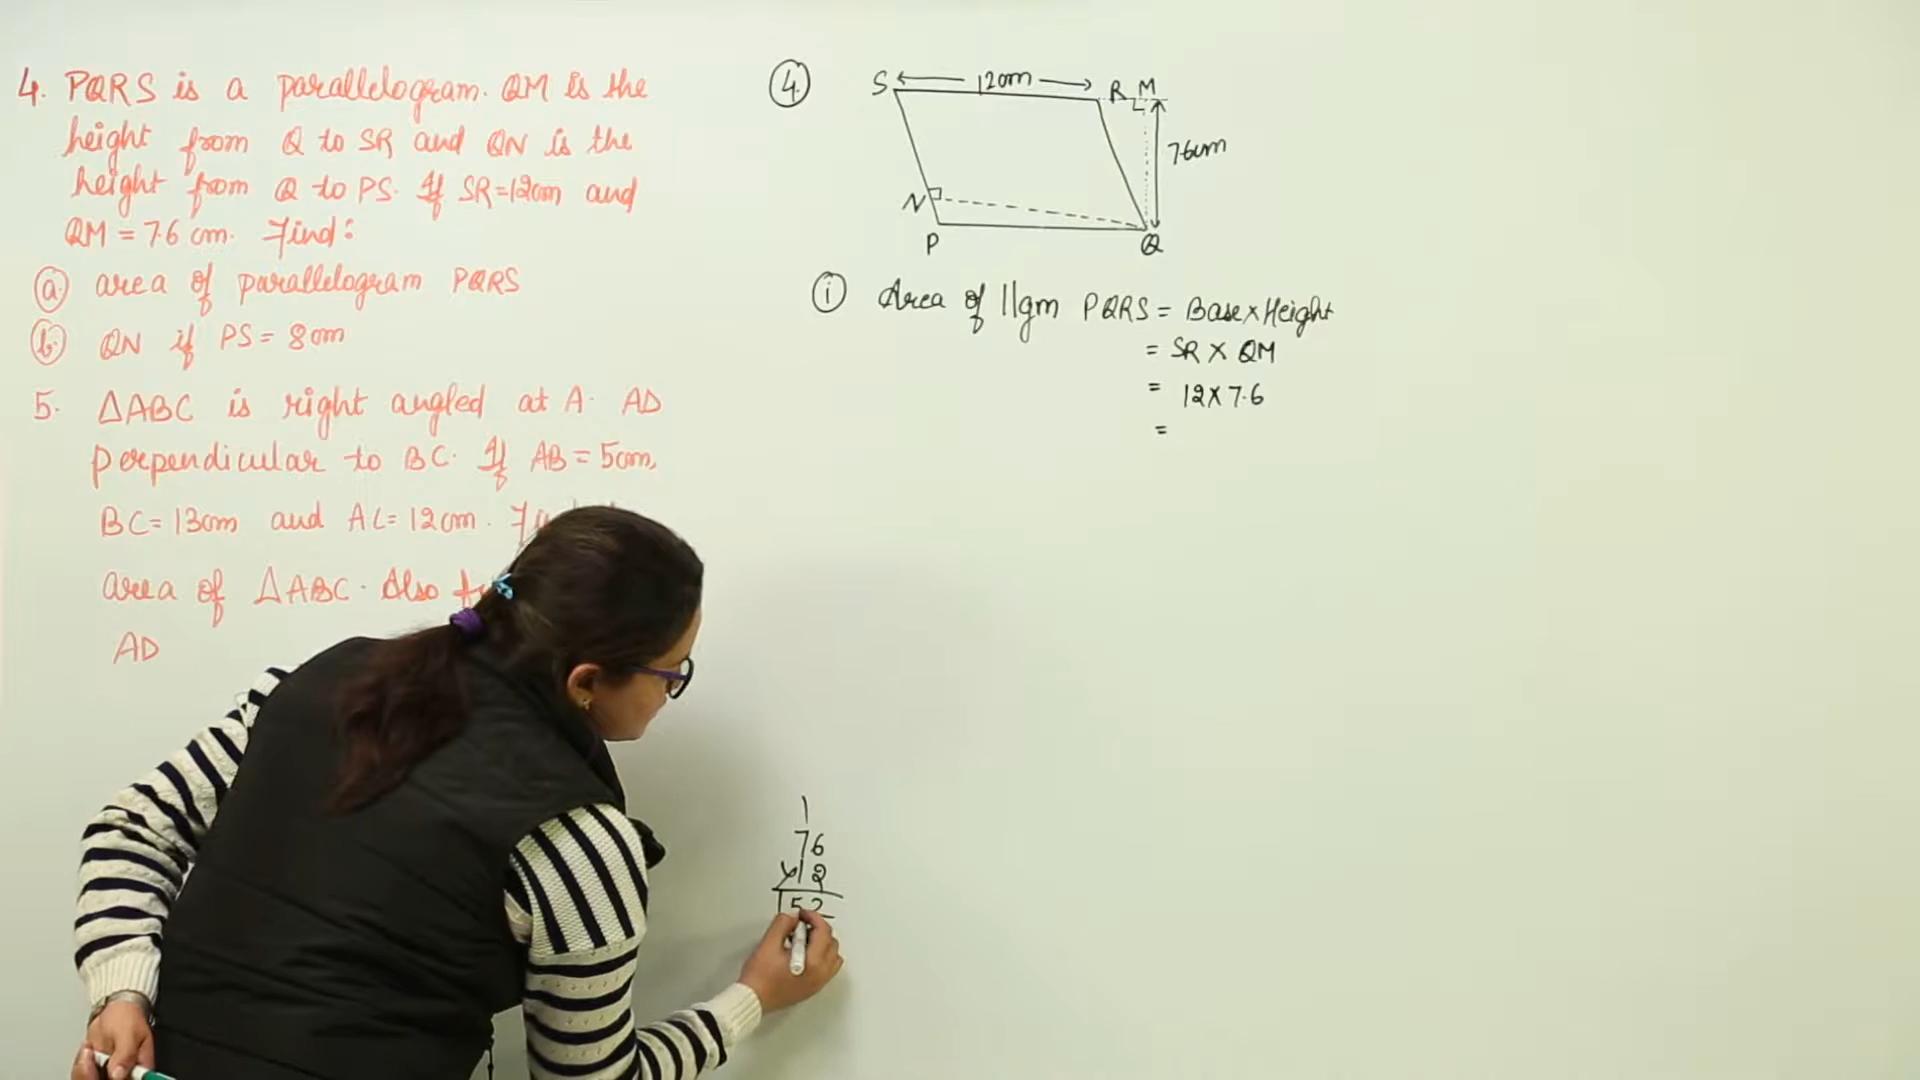 4. PQRS is a parallelogram. QM is the
height from Q to SR and QN is the
height from Q to PS. If SR=12cm and
QM = 7.6 cm. Find:
(a) area of parallelogram PQRS
(b) QN if PS = 8cm
5. △ABC is right angled at A. AD
perpendicular to BC. If AB = 5cm,
BC=13cm and AC=12cm.
area of △ABC. Also
AD
(4)
S 12cm R M
7.6cm
N
P Q
(i) Area of ||gm PQRS = Base×Height
= SR × QM
= 12×7.6
=
1
76
×12
152